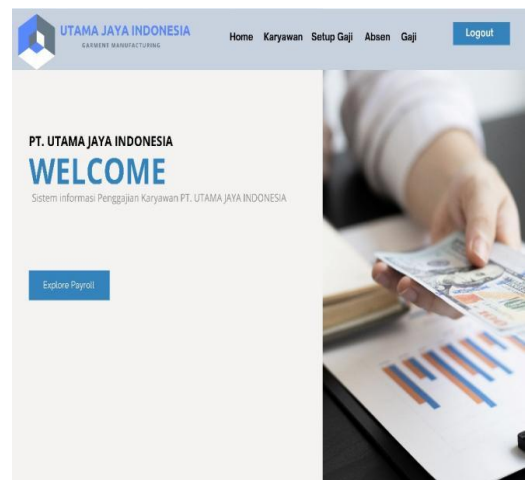 UTAMA JAYA INDONESIA
GARMENT MANUFACTURING
Home Karyawan Setup Gaji Absen Gaji Logout
PT. UTAMA JAYA INDONESIA
WELCOME
Sistem informasi Penggajian Karyawan PT. UTAMA JAYA INDONESIA
Explore Payroll